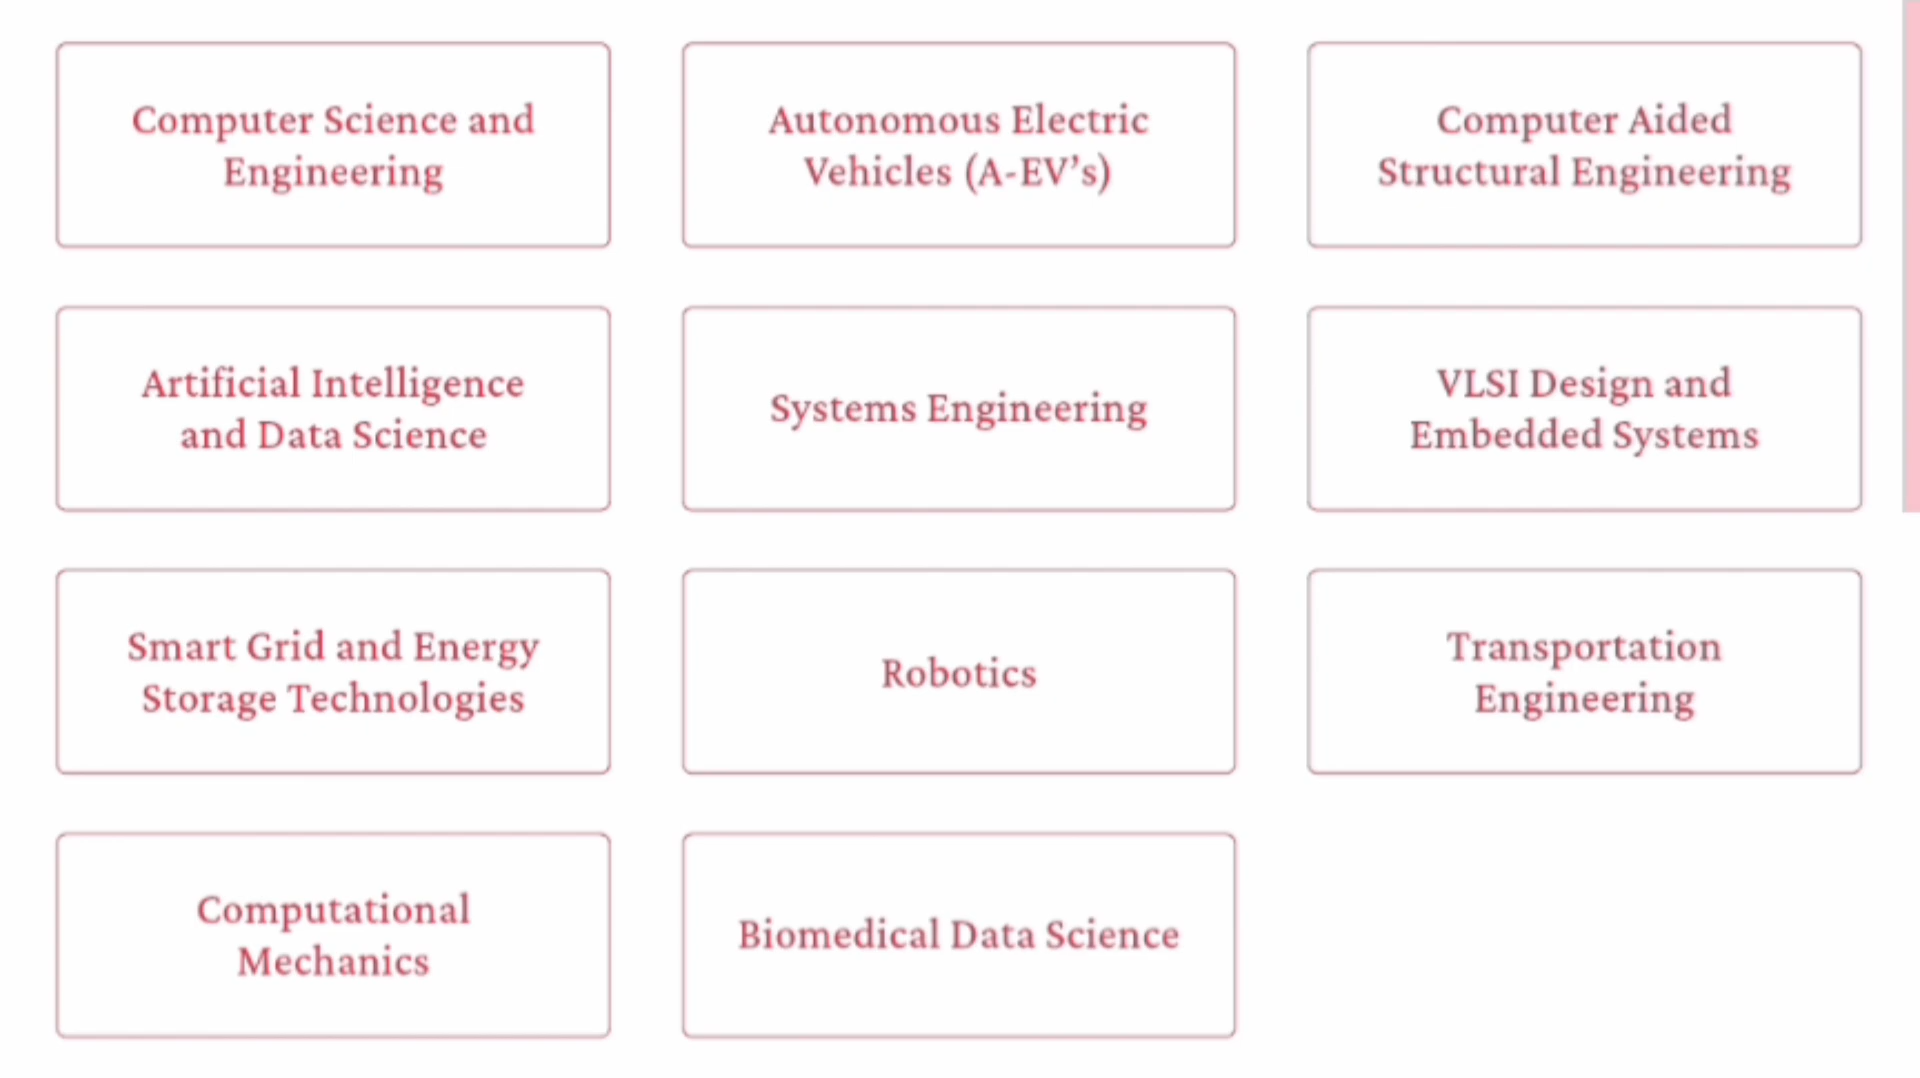 Computer Science and
Engineering
Autonomous Electric
Vehicles (A-EV’s)
Computer Aided
Structural Engineering
Artificial Intelligence
and Data Science
Systems Engineering
VLSI Design and
Embedded Systems
Smart Grid and Energy
Storage Technologies
Robotics
Transportation
Engineering
Computational
Mechanics
Biomedical Data Science